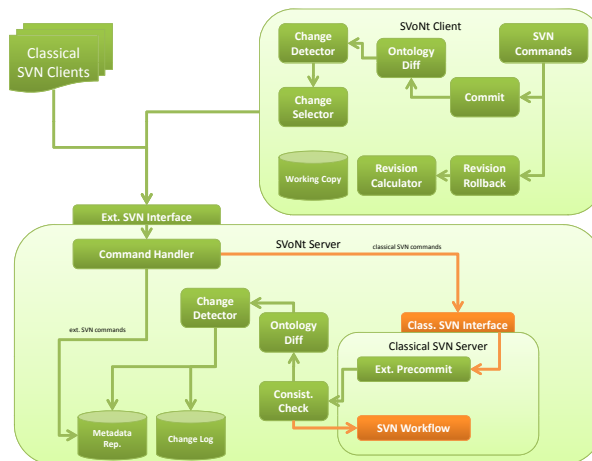 SVoNt Client
Classical
SVN Clients
Change
Detector
Ontology
Diff
SVN
Commands
Change
Selector
Commit
Working Copy
Revision
Calculator
Revision
Rollback
Ext. SVN Interface
Command Handler
SVoNt Server
classical SVN commands
ext. SVN commands
Change
Detector
Ontology
Diff
Class. SVN Interface
Classical SVN Server
Ext. Precommit
Consist.
Check
Metadata
Rep.
Change Log
SVN Workflow